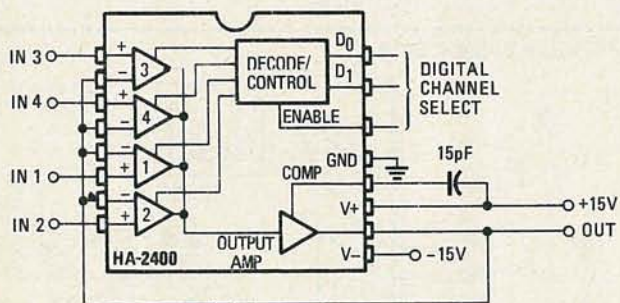 IN 3
+
−
3
IN 4
+
−
4
−
+
1
IN 1
−
+
2
IN 2
DECODE/
CONTROL
D0
D1
ENABLE
DIGITAL
CHANNEL
SELECT
GND
15pF
COMP
V+
+15V
OUTPUT
AMP
OUT
V−
−15V
HA-2400